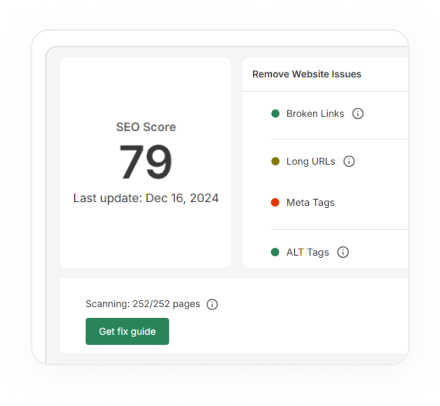 SEO Score
79
Last update: Dec 16, 2024
Remove Website Issues
Broken Links
Long URLs
Meta Tags
ALT Tags
Scanning: 252/252 pages
Get fix guide